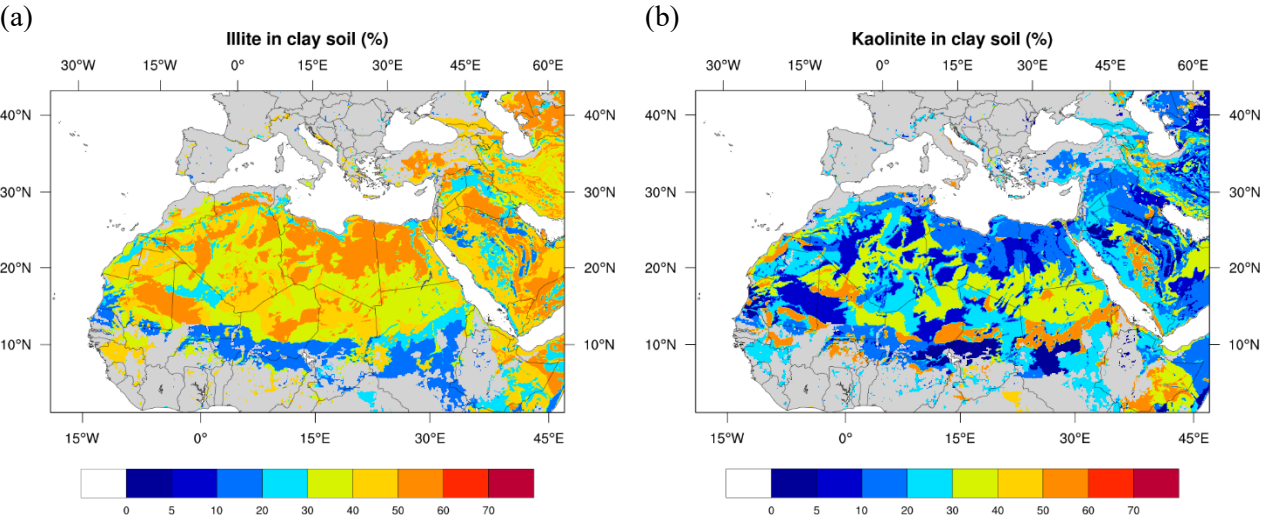 (a)
Illite in clay soil (%)
30°W 15°W 0° 15°E 30°E 45°E 60°E
40°N 40°N
30°N 30°N
20°N 20°N
10°N 10°N
15°W 0° 15°E 30°E 45°E
0 5 10 20 30 40 50 60 70
(b)
Kaolinite in clay soil (%)
30°W 15°W 0° 15°E 30°E 45°E 60°E
40°N 40°N
30°N 30°N
20°N 20°N
10°N 10°N
15°W 0° 15°E 30°E 45°E
0 5 10 20 30 40 50 60 70